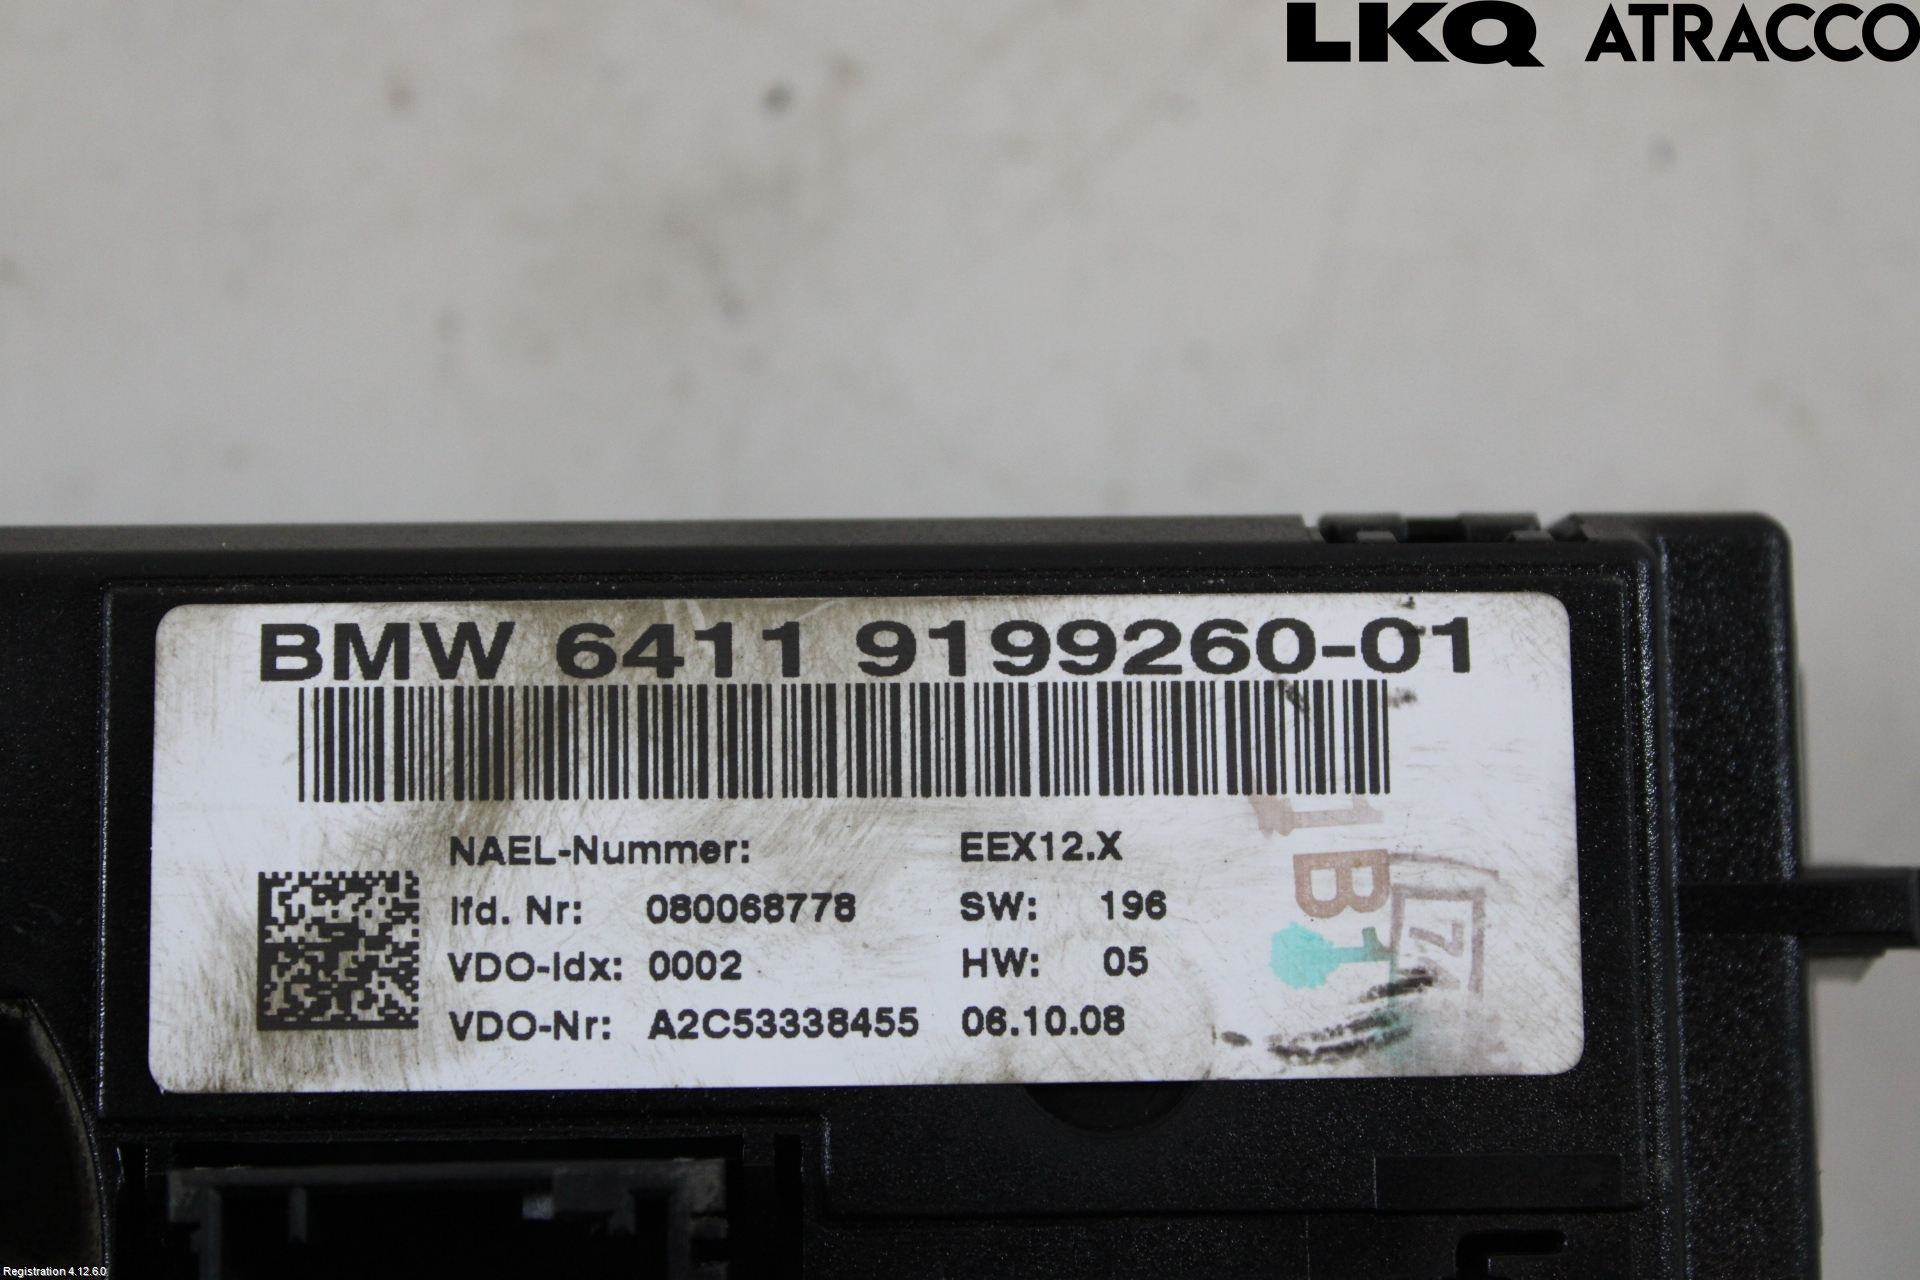 LKQ ATRACCO
BMW 6411 9199260-01
NAEL-Nummer: EEX12.X
lfd. Nr: 080068778 SW: 196
VDO-Idx: 0002 HW: 05
VDO-Nr: A2C53338455 06.10.08
1B1
Registration 4.12.6.0